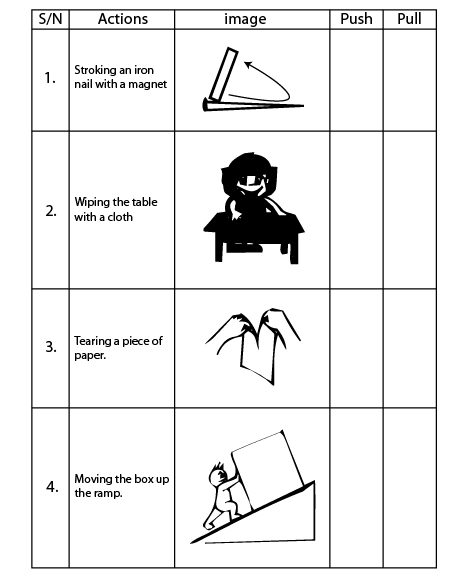 S/N Actions image Push Pull
1.
Stroking an iron
nail with a magnet
2.
Wiping the table
with a cloth
3.
Tearing a piece of
paper.
4.
Moving the box up
the ramp.